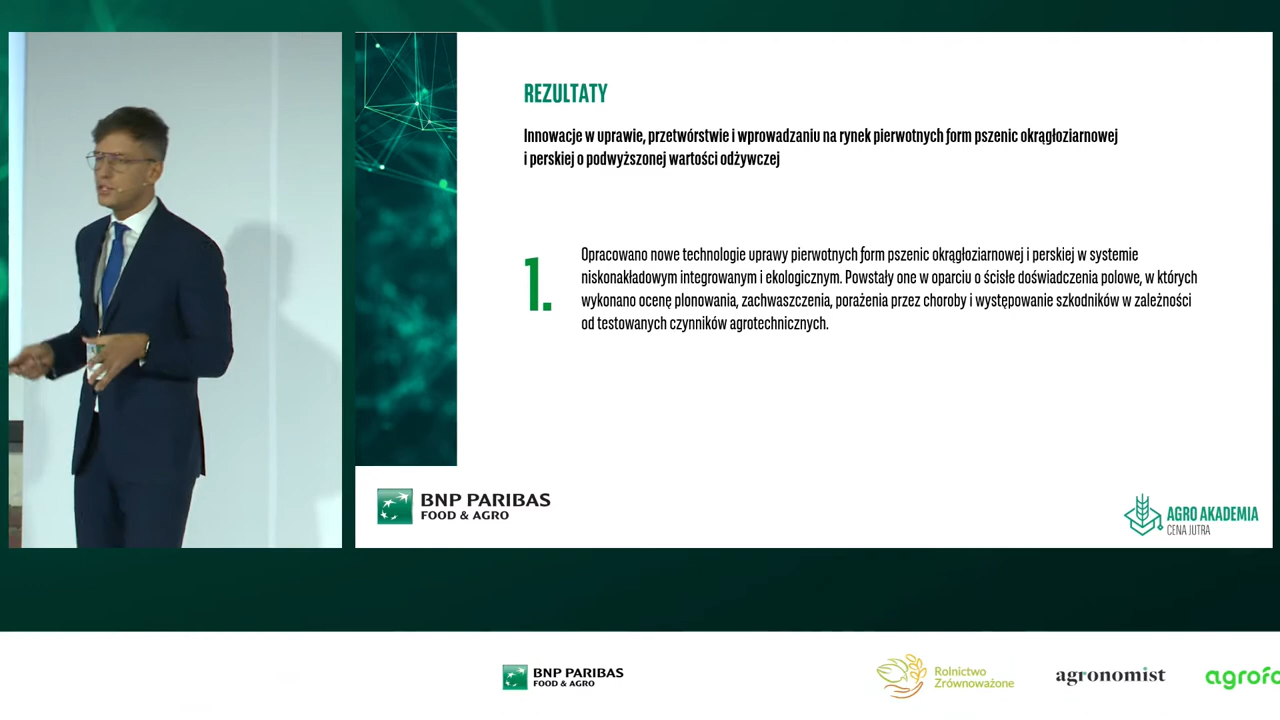 REZULTATY
Innowacje w uprawie, przetwórstwie i wprowadzaniu na rynek pierwotnych form pszenic okrągłoziarnowej
i perskiej o podwyższonej wartości odżywczej
1.
Opracowano nowe technologie uprawy pierwotnych form pszenic okrągłoziarnowej i perskiej w systemie
niskonakładowym integrowanym i ekologicznym. Powstały one w oparciu o ścisłe doświadczenia polowe, w których
wykonano ocenę plonowania, zachwaszczenia, porażenia przez choroby i występowanie szkodników w zależności
od testowanych czynników agrotechnicznych.
BNP PARIBAS
FOOD & AGRO
AGRO AKADEMIA
CENA JUTRA
BNP PARIBAS
FOOD & AGRO
Rolnictwo
Zrównoważone
agronomist